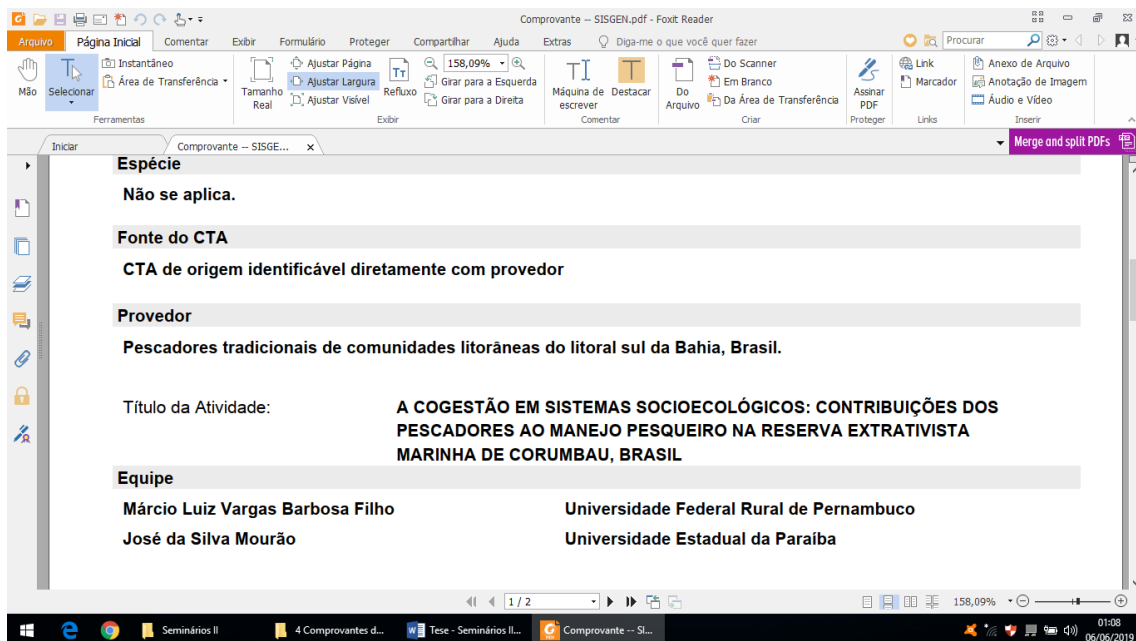 Comprovante -- SISGEN.pdf - Foxit Reader
Arquivo Página Inicial Comentar Exibir Formulário Proteger Compartilhar Ajuda Extras Diga-me o que você quer fazer Procurar
Mão
Selecionar
Instantâneo
Área de Transferência
Ferramentas
Tamanho Real
Ajustar Página
Ajustar Largura
Ajustar Visível
Refluxo
158,09%
Girar para a Esquerda
Girar para a Direita
Exibir
Máquina de escrever
Destacar
Comentar
Do Arquivo
Do Scanner
Em Branco
Da Área de Transferência
Criar
Assinar PDF
Proteger
Link
Marcador
Links
Anexo de Arquivo
Anotação de Imagem
Áudio e Vídeo
Inserir
Iniciar
Comprovante -- SISGE...
Merge and split PDFs
Espécie
Não se aplica.
Fonte do CTA
CTA de origem identificável diretamente com provedor
Provedor
Pescadores tradicionais de comunidades litorâneas do litoral sul da Bahia, Brasil.
Título da Atividade: A COGESTÃO EM SISTEMAS SOCIOECOLÓGICOS: CONTRIBUIÇÕES DOS
PESCADORES AO MANEJO PESQUEIRO NA RESERVA EXTRATIVISTA
MARINHA DE CORUMBAU, BRASIL
Equipe
Márcio Luiz Vargas Barbosa Filho Universidade Federal Rural de Pernambuco
José da Silva Mourão Universidade Estadual da Paraíba
1 / 2
158,09%
Seminários II
4 Comprovantes d...
Tese - Seminários II...
Comprovante -- SI...
01:08
06/06/2019